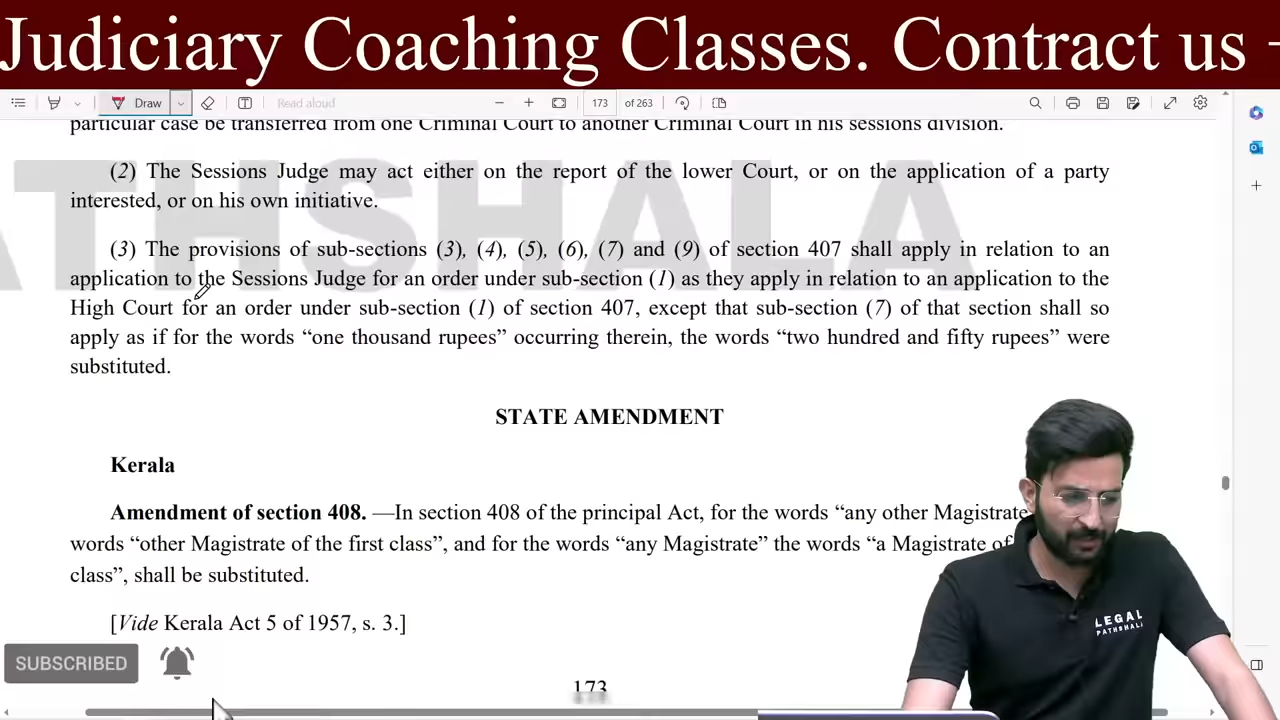 Judiciary Coaching Classes. Contract us -
Draw
Read aloud
173 of 263
particular case be transferred from one Criminal Court to another Criminal Court in his sessions division.
(2) The Sessions Judge may act either on the report of the lower Court, or on the application of a party
interested, or on his own initiative.
(3) The provisions of sub-sections (3), (4), (5), (6), (7) and (9) of section 407 shall apply in relation to an
application to the Sessions Judge for an order under sub-section (1) as they apply in relation to an application to the
High Court for an order under sub-section (1) of section 407, except that sub-section (7) of that section shall so
apply as if for the words “one thousand rupees” occurring therein, the words “two hundred and fifty rupees” were
substituted.
STATE AMENDMENT
Kerala
Amendment of section 408. —In section 408 of the principal Act, for the words “any other Magistrate
words “other Magistrate of the first class”, and for the words “any Magistrate” the words “a Magistrate of
class”, shall be substituted.
[Vide Kerala Act 5 of 1957, s. 3.]
173
ATHSHALA
LEGAL
PATHSHALA
SUBSCRIBED